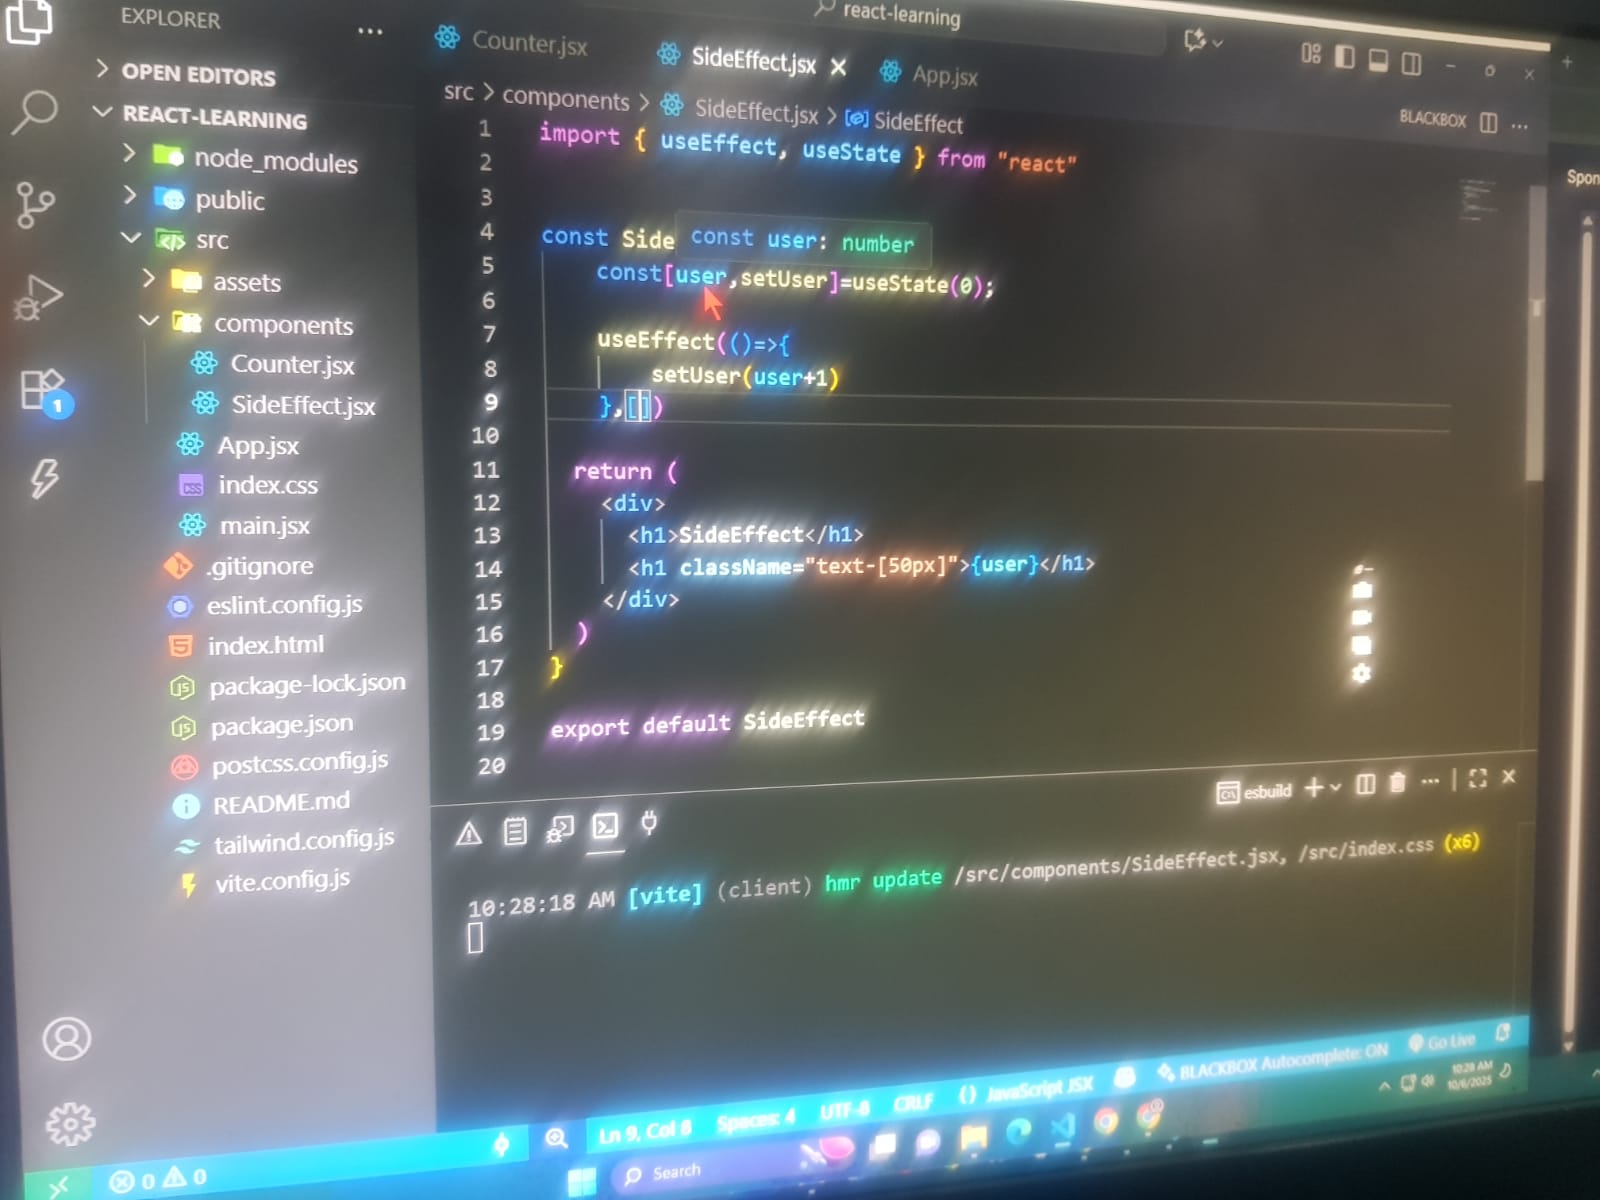 EXPLORER
...
OPEN EDITORS
REACT-LEARNING
node_modules
public
src
assets
components
Counter.jsx
SideEffect.jsx
App.jsx
index.css
main.jsx
.gitignore
eslint.config.js
index.html
package-lock.json
package.json
postcss.config.js
README.md
tailwind.config.js
vite.config.js
1
react-learning
Counter.jsx
SideEffect.jsx
App.jsx
src > components > SideEffect.jsx > SideEffect
BLACKBOX
Spon
1 import { useEffect, useState } from "react"
2
3
4 const Side
const user: number
5 const[user,setUser]=useState(0);
6
7 useEffect(()=>{
8 setUser(user+1)
9 },[])
10
11 return (
12 <div>
13 <h1>SideEffect</h1>
14 <h1 className="text-[50px]">{user}</h1>
15 </div>
16 )
17 }
18
19 export default SideEffect
20
esbuild
10:28:18 AM [vite] (client) hmr update /src/components/SideEffect.jsx, /src/index.css (x6)
0 0
Ln 9, Col 8 Spaces: 4 UTF-8 CRLF {} JavaScript JSX BLACKBOX Autocomplete: ON Go Live
Search
10:28 AM
10/6/2025